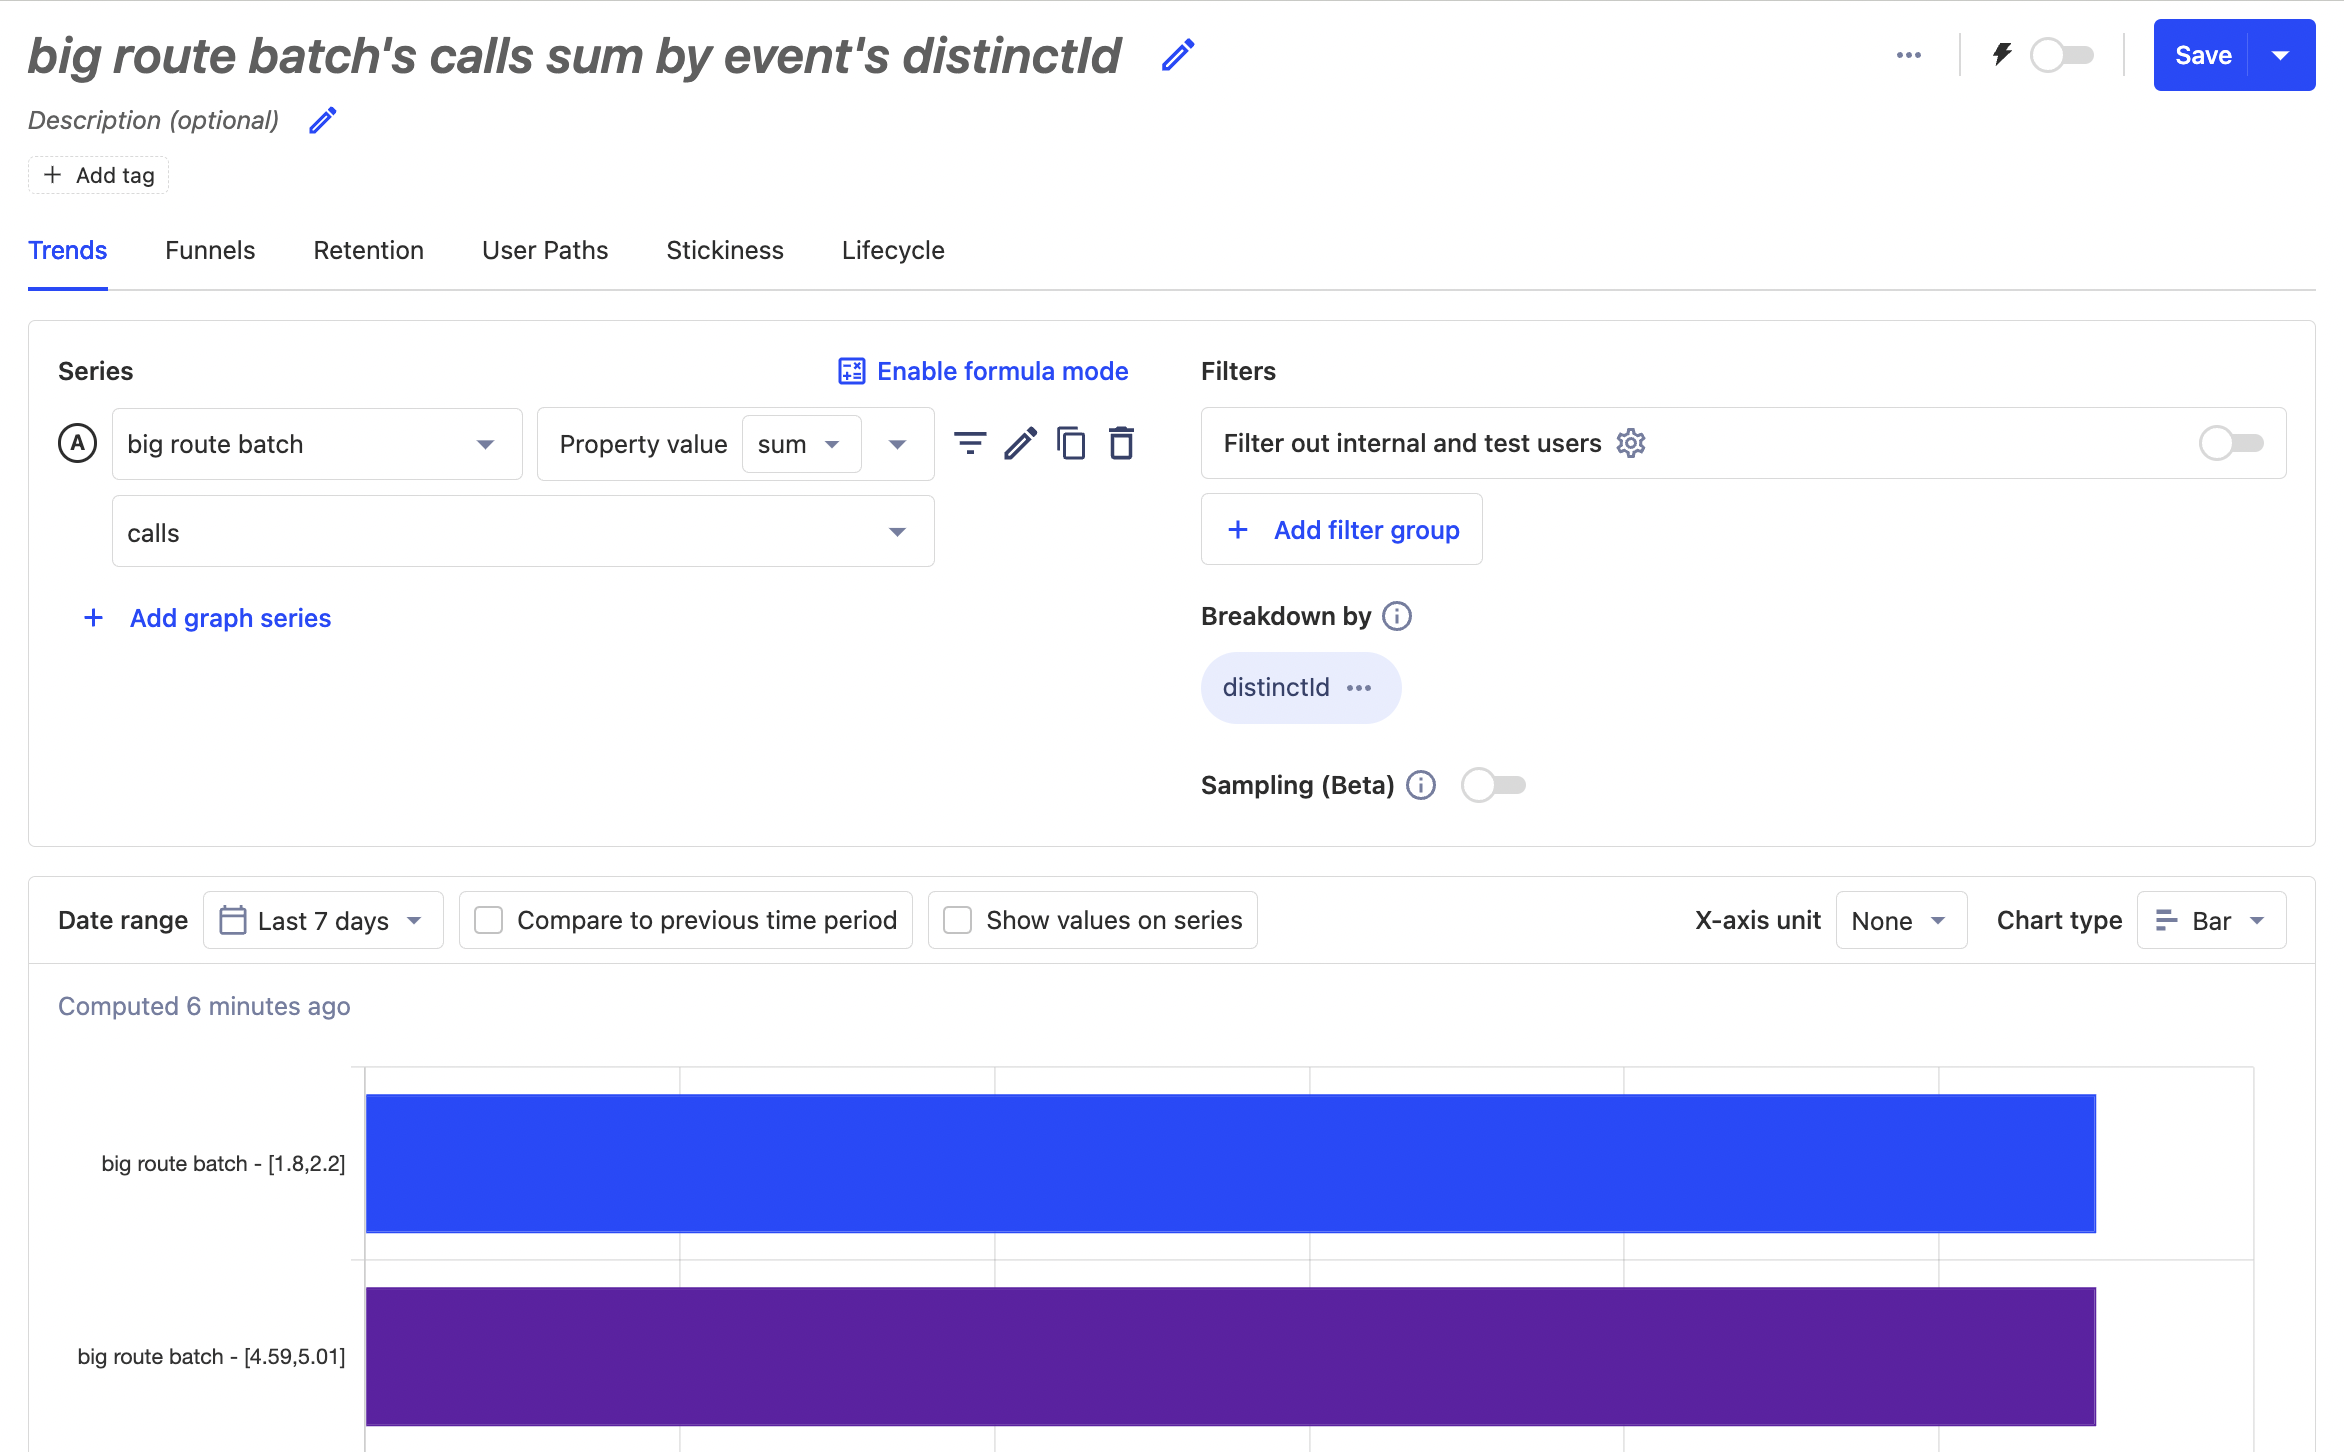 big route batch's calls sum by event's distinctId
Save
Description (optional)
Add tag
Trends
Funnels
Retention
User Paths
Stickiness
Lifecycle
Series
Enable formula mode
A
big route batch
Property value
sum
calls
Add graph series
Filters
Filter out internal and test users
Add filter group
Breakdown by
distinctId
Sampling (Beta)
Date range
Last 7 days
Compare to previous time period
Show values on series
X-axis unit
None
Chart type
Bar
Computed 6 minutes ago
big route batch - [1.8,2.2]
big route batch - [4.59,5.01]